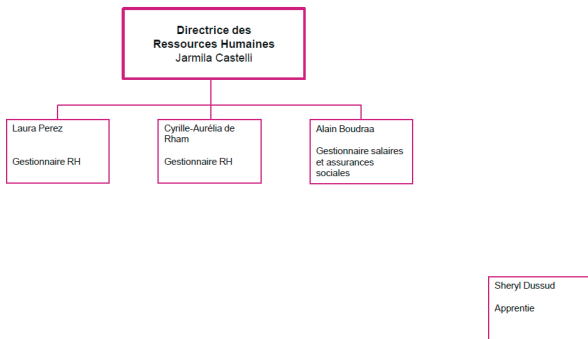 Directrice des
Ressources Humaines
Jarmila Castelli
Laura Perez
Gestionnaire RH
Cyrille-Aurélia de
Rham
Gestionnaire RH
Alain Boudraa
Gestionnaire salaires
et assurances
sociales
Sheryl Dussud
Apprentie